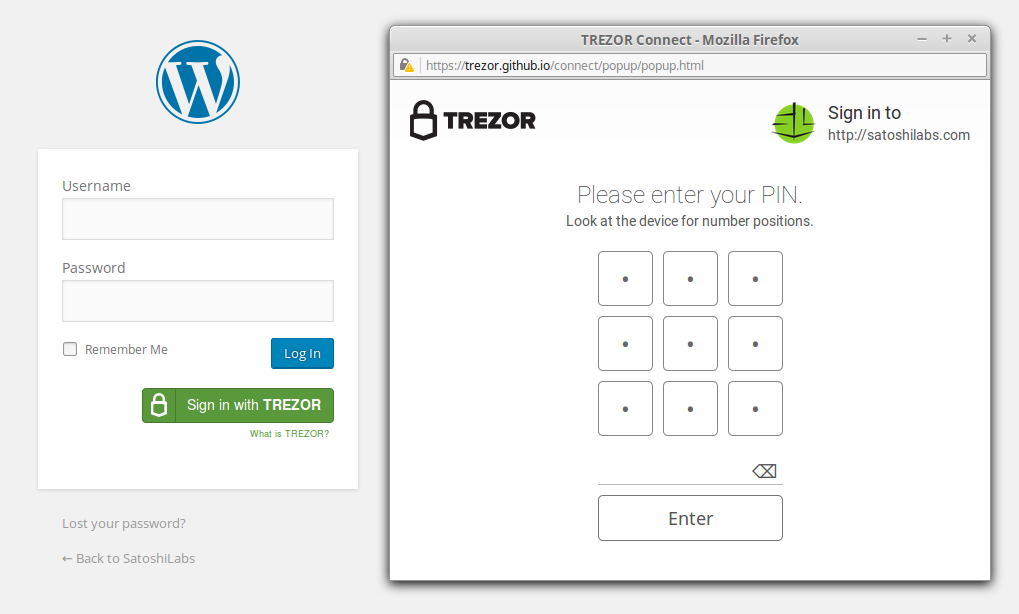 Username
Password
Remember Me
Log In
Sign in with TREZOR
What is TREZOR?
Lost your password?
← Back to SatoshiLabs
TREZOR Connect - Mozilla Firefox
https://trezor.github.io/connect/popup/popup.html
TREZOR
Sign in to
http://satoshilabs.com
Please enter your PIN.
Look at the device for number positions.
Enter